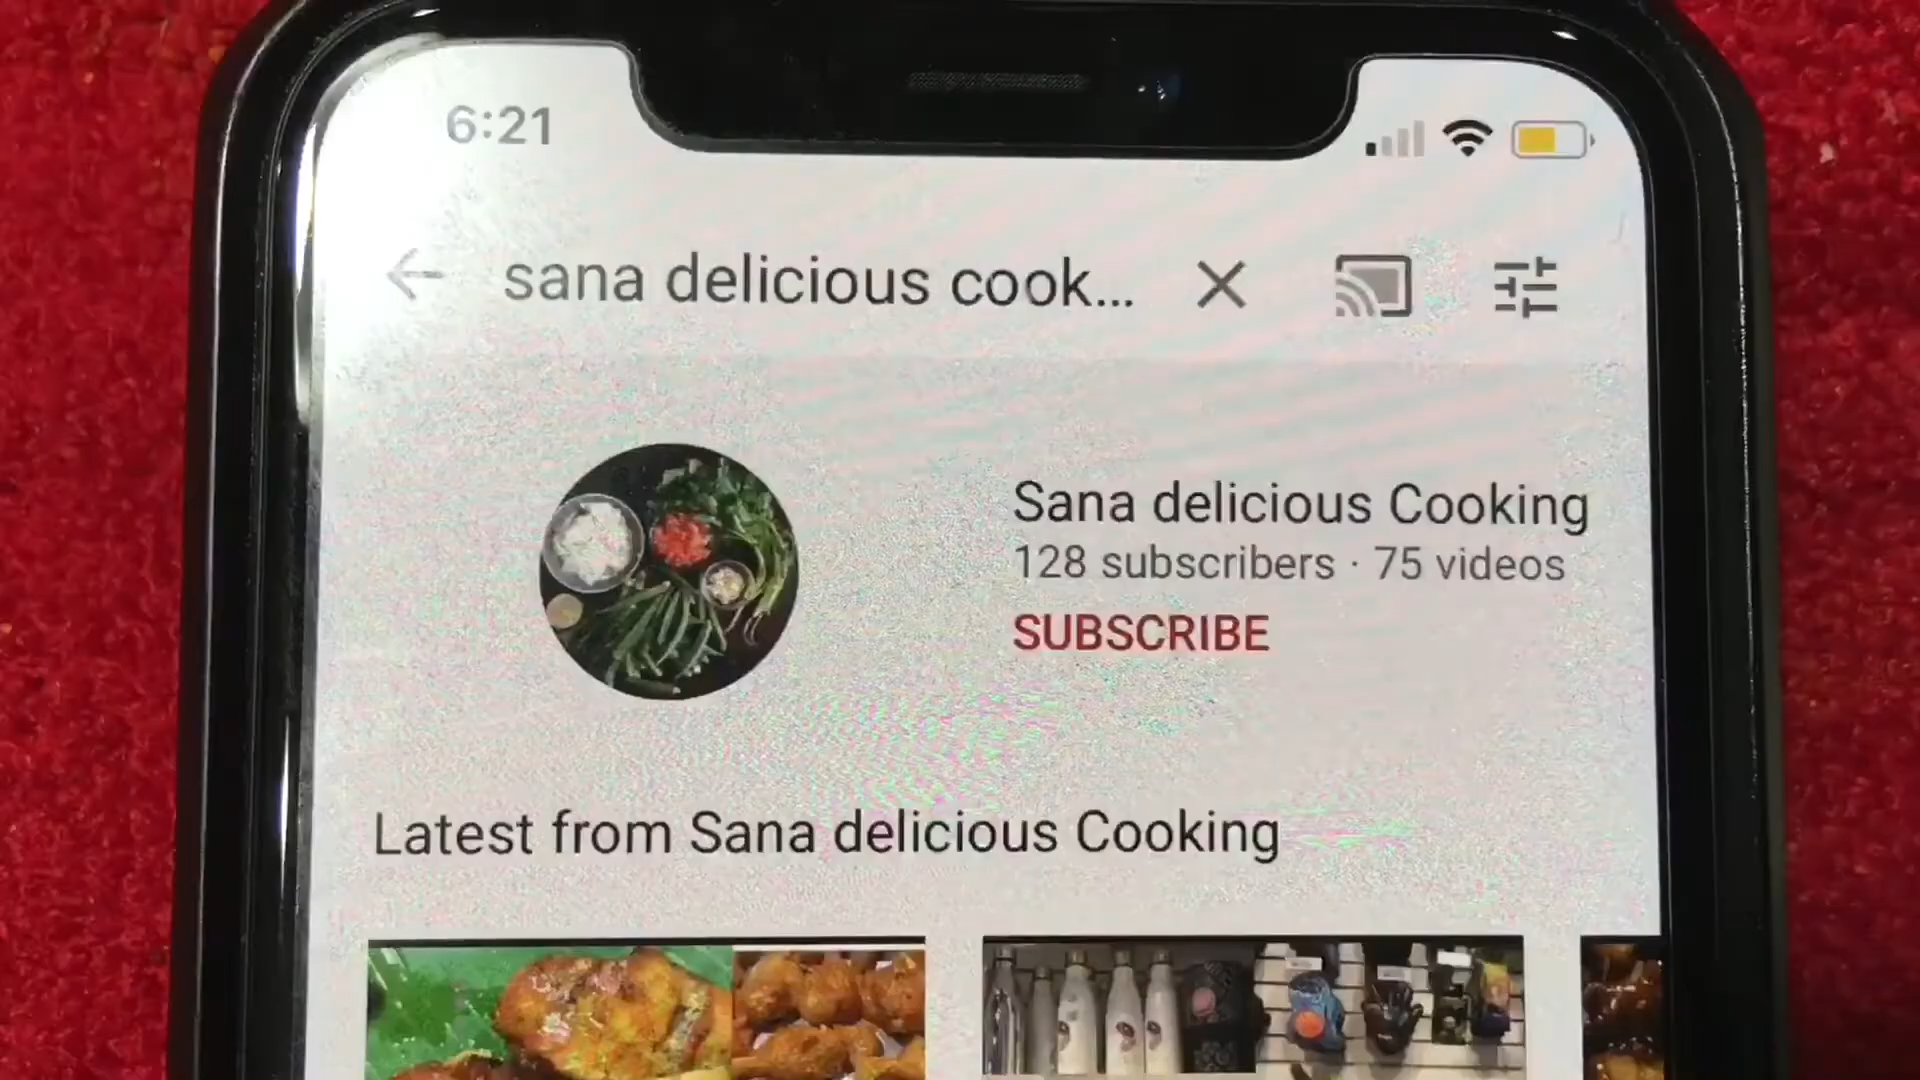 6:21
sana delicious cook...
Sana delicious Cooking
128 subscribers · 75 videos
SUBSCRIBE
Latest from Sana delicious Cooking